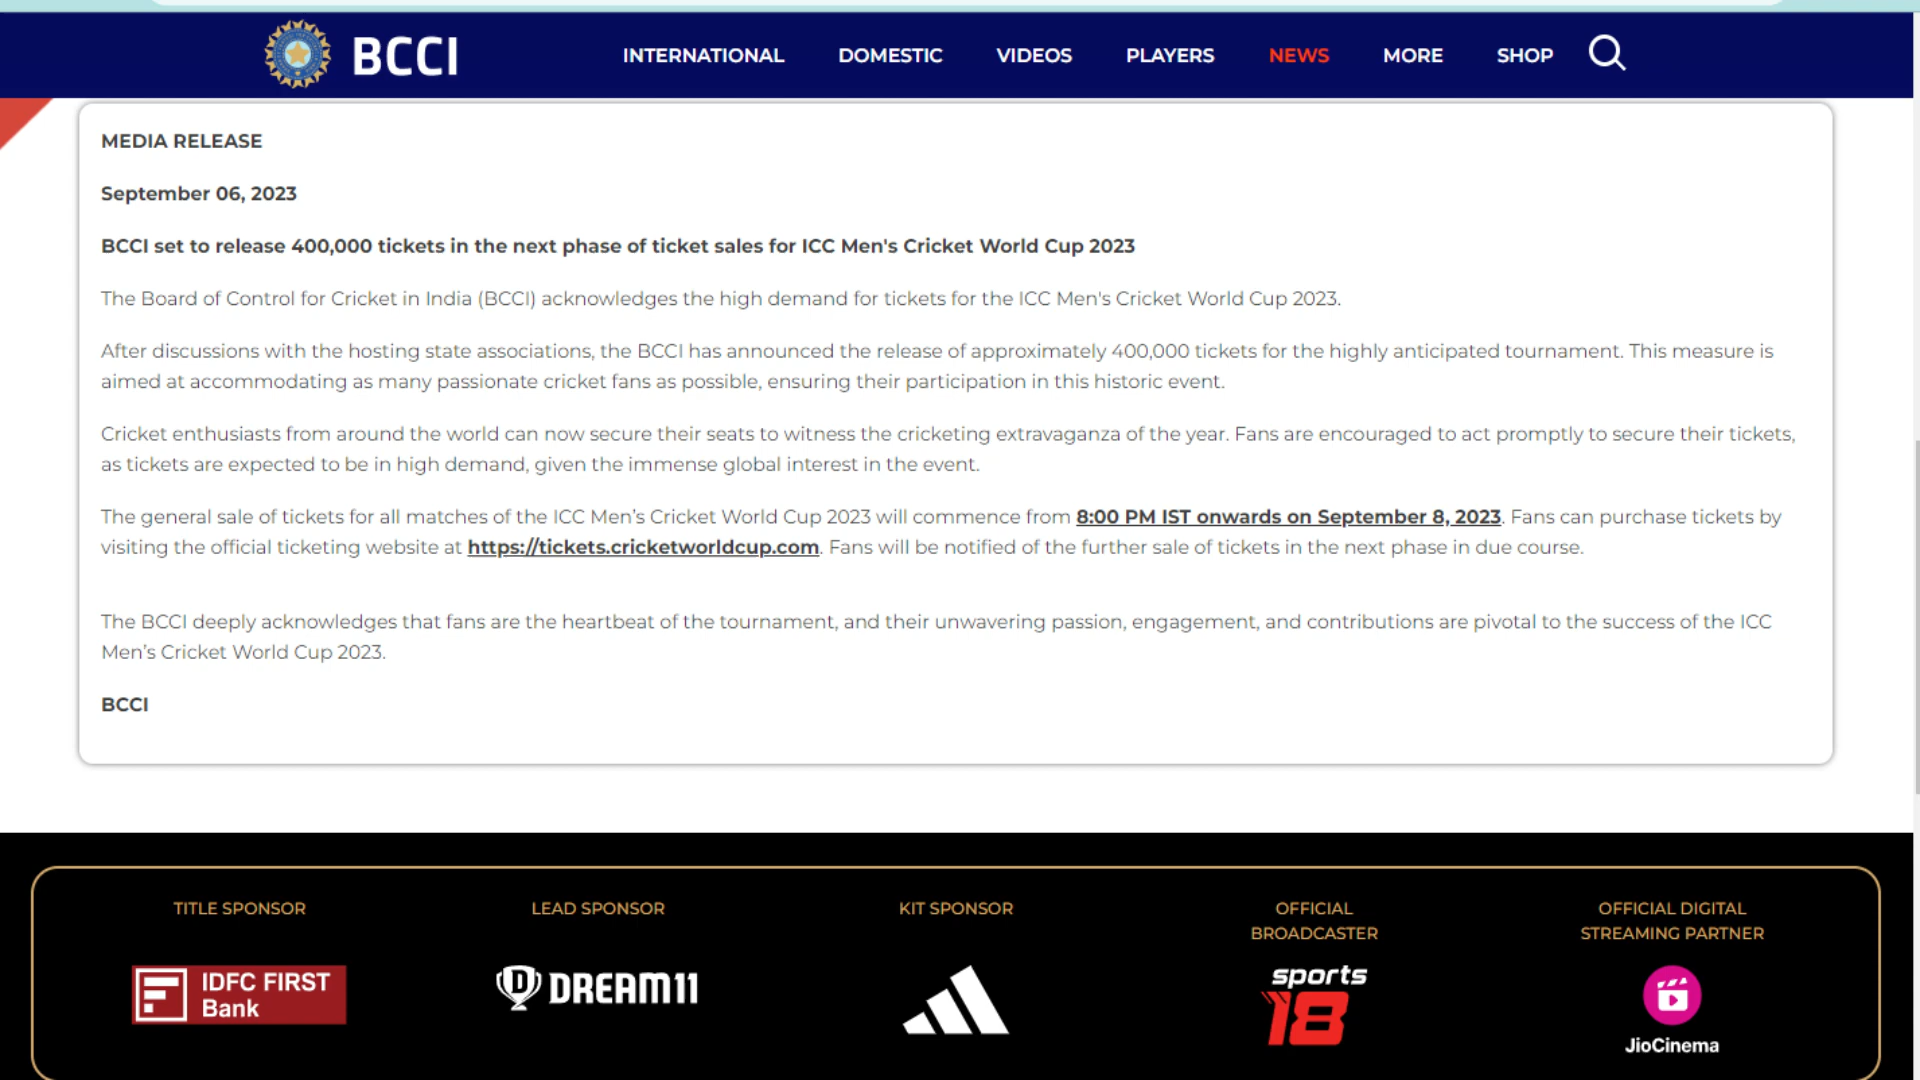 BCCI
INTERNATIONAL DOMESTIC VIDEOS PLAYERS NEWS MORE SHOP
MEDIA RELEASE
September 06, 2023
BCCI set to release 400,000 tickets in the next phase of ticket sales for ICC Men's Cricket World Cup 2023
The Board of Control for Cricket in India (BCCI) acknowledges the high demand for tickets for the ICC Men's Cricket World Cup 2023.
After discussions with the hosting state associations, the BCCI has announced the release of approximately 400,000 tickets for the highly anticipated tournament. This measure is
aimed at accommodating as many passionate cricket fans as possible, ensuring their participation in this historic event.
Cricket enthusiasts from around the world can now secure their seats to witness the cricketing extravaganza of the year. Fans are encouraged to act promptly to secure their tickets,
as tickets are expected to be in high demand, given the immense global interest in the event.
The general sale of tickets for all matches of the ICC Men’s Cricket World Cup 2023 will commence from 8:00 PM IST onwards on September 8, 2023. Fans can purchase tickets by
visiting the official ticketing website at https://tickets.cricketworldcup.com. Fans will be notified of the further sale of tickets in the next phase in due course.
The BCCI deeply acknowledges that fans are the heartbeat of the tournament, and their unwavering passion, engagement, and contributions are pivotal to the success of the ICC
Men’s Cricket World Cup 2023.
BCCI
TITLE SPONSOR
IDFC FIRST
Bank
LEAD SPONSOR
D DREAM11
KIT SPONSOR
OFFICIAL
BROADCASTER
sports
18
OFFICIAL DIGITAL
STREAMING PARTNER
JioCinema